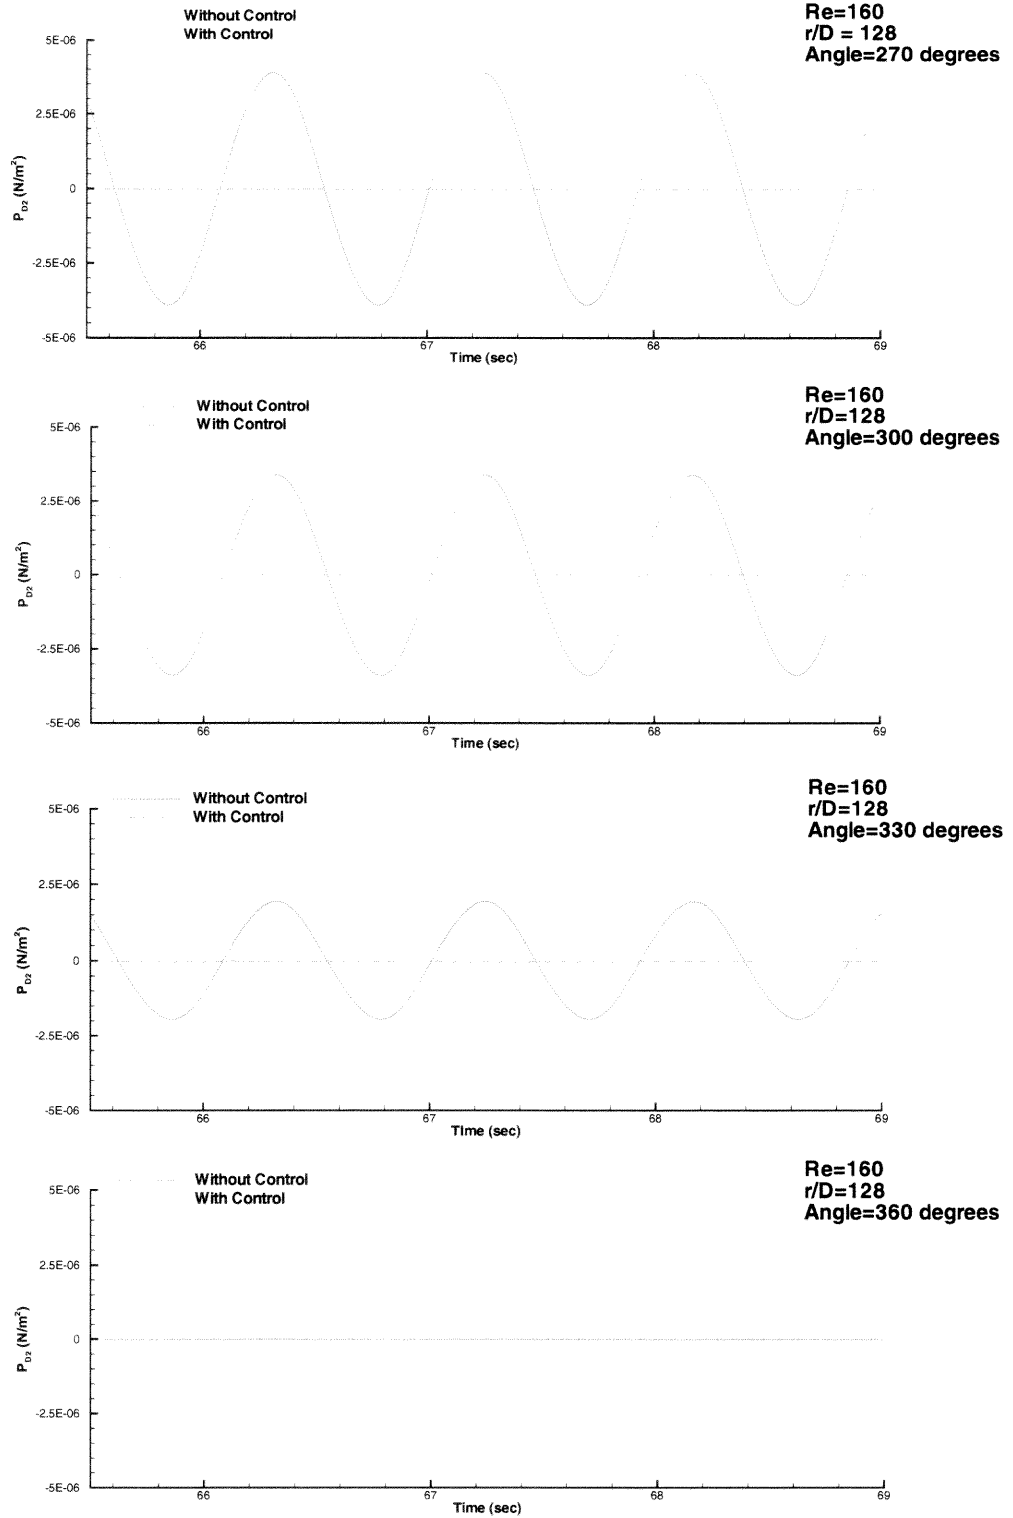 Without Control
With Control
Re=160
r/D = 128
Angle=270 degrees
5E-06
2.5E-06
0
-2.5E-06
-5E-06
P_D2 (N/m²)
66
67
68
69
Time (sec)
Without Control
With Control
Re=160
r/D=128
Angle=300 degrees
5E-06
2.5E-06
0
-2.5E-06
-5E-06
P_D2 (N/m²)
66
67
68
69
Time (sec)
Without Control
With Control
Re=160
r/D=128
Angle=330 degrees
5E-06
2.5E-06
0
-2.5E-06
-5E-06
P_D2 (N/m²)
66
67
68
69
TIme (sec)
Without Control
With Control
Re=160
r/D=128
Angle=360 degrees
5E-06
2.5E-06
0
-2.5E-06
-5E-06
P_D2 (N/m²)
66
67
68
69
Time (sec)